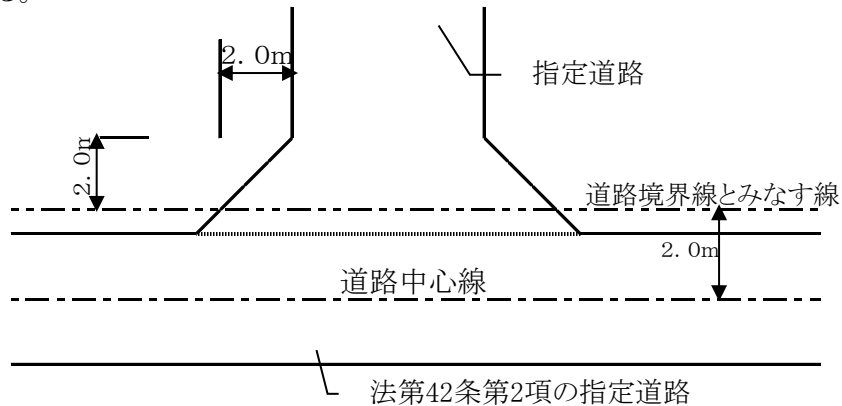 る。
2. 0m
指定道路
2. 0m
道路境界線とみなす線
2. 0m
道路中心線
法第42条第2項の指定道路